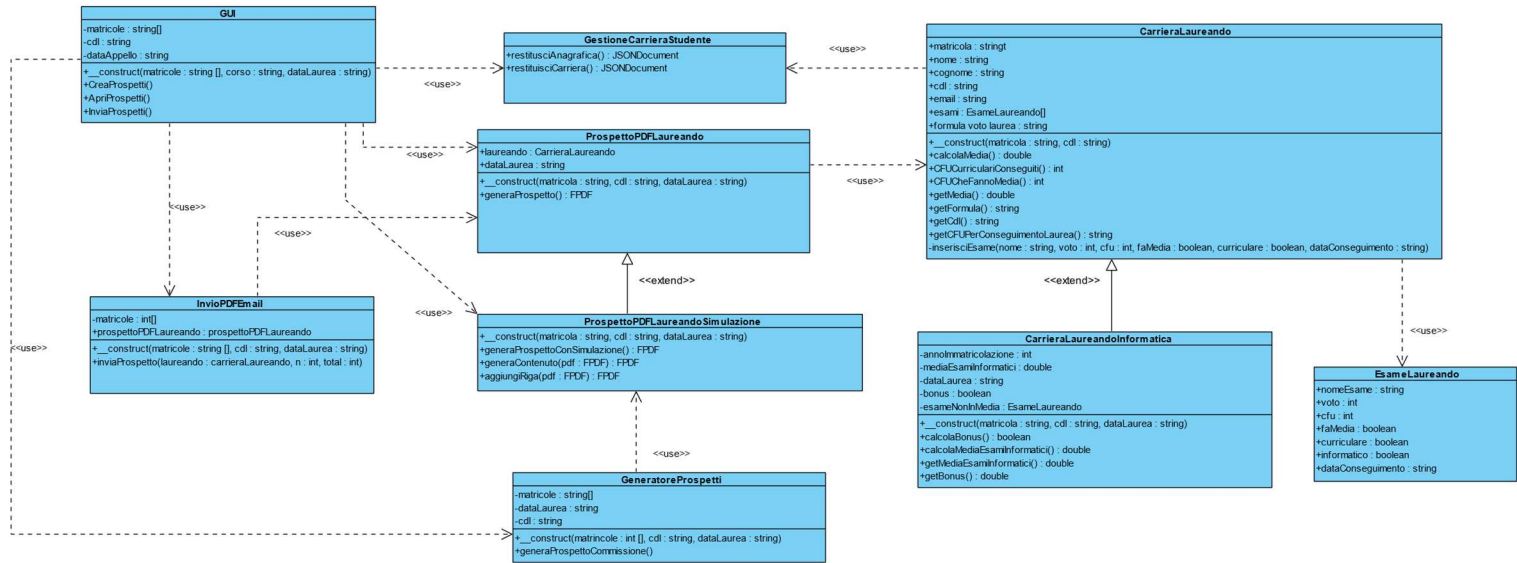 GUI
-matricole : string[]
-cdl : string
-dataAppello : string
+__construct(matricole : string [], corso : string, dataLaurea : string)
+CreaProspetti()
+ApriProspetti()
+InviaProspetti()
GestioneCarrieraStudente
+restitusciAnagrafica() : JSONDocument
+restituisciCarriera() : JSONDocument
CarrieraLaureando
+matricola : stringt
+nome : string
+cognome : string
+cdl : string
+email : string
+esami : EsameLaureando[]
+formula voto laurea : string
+__construct(matricola : string, cdl : string)
+calcolaMedia() : double
+CFUCurriculariConseguiti() : int
+CFUCheFannoMedia() : int
+getMedia() : double
+getFormula() : string
+getCdl() : string
+getCFUPerConseguimentoLaurea() : string
-inserisciEsame(nome : string, voto : int, cfu : int, faMedia : boolean, curriculare : boolean, dataConseguimento : string)
<<use>>
<<use>>
ProspettoPDFLaureando
+laureando : CarrieraLaureando
+dataLaurea : string
+__construct(matricola : string, cdl : string, dataLaurea : string)
+generaProspetto() : FPDF
<<use>>
<<use>>
<<use>>
<<use>>
<<extend>>
<<extend>>
InvioPDFEmail
-matricole : int[]
+prospettoPDFLaureando : prospettoPDFLaureando
+__construct(matricole : string [], cdl : string, dataLaurea : string)
+inviaProspetto(laureando : carrieraLaureando, n : int, total : int)
<<use>>
<<use>>
ProspettoPDFLaureandoSimulazione
+__construct(matricola : string, cdl : string, dataLaurea : string)
+generaProspettoConSimulazione() : FPDF
+generaContenuto(pdf : FPDF) : FPDF
+aggiungiRiga(pdf : FPDF) : FPDF
CarrieraLaureandoInformatica
-annoImmatricolazione : int
-mediaEsamiInformatici : double
-dataLaurea : string
-bonus : boolean
-esameNonInMedia : EsameLaureando
+__construct(matricola : string, cdl : string, dataLaurea : string)
+calcolaBonus() : boolean
+calcolaMediaEsamiInformatici() : double
+getMediaEsamiInformatici() : double
+getBonus() : double
<<use>>
EsameLaureando
+nomeEsame : string
+voto : int
+cfu : int
+faMedia : boolean
+curriculare : boolean
+informatico : boolean
+dataConseguimento : string
<<use>>
GeneratoreProspetti
-matricole : string[]
-dataLaurea : string
-cdl : string
+__construct(matrincole : int [], cdl : string, dataLaurea : string)
+generaProspettoCommissione()